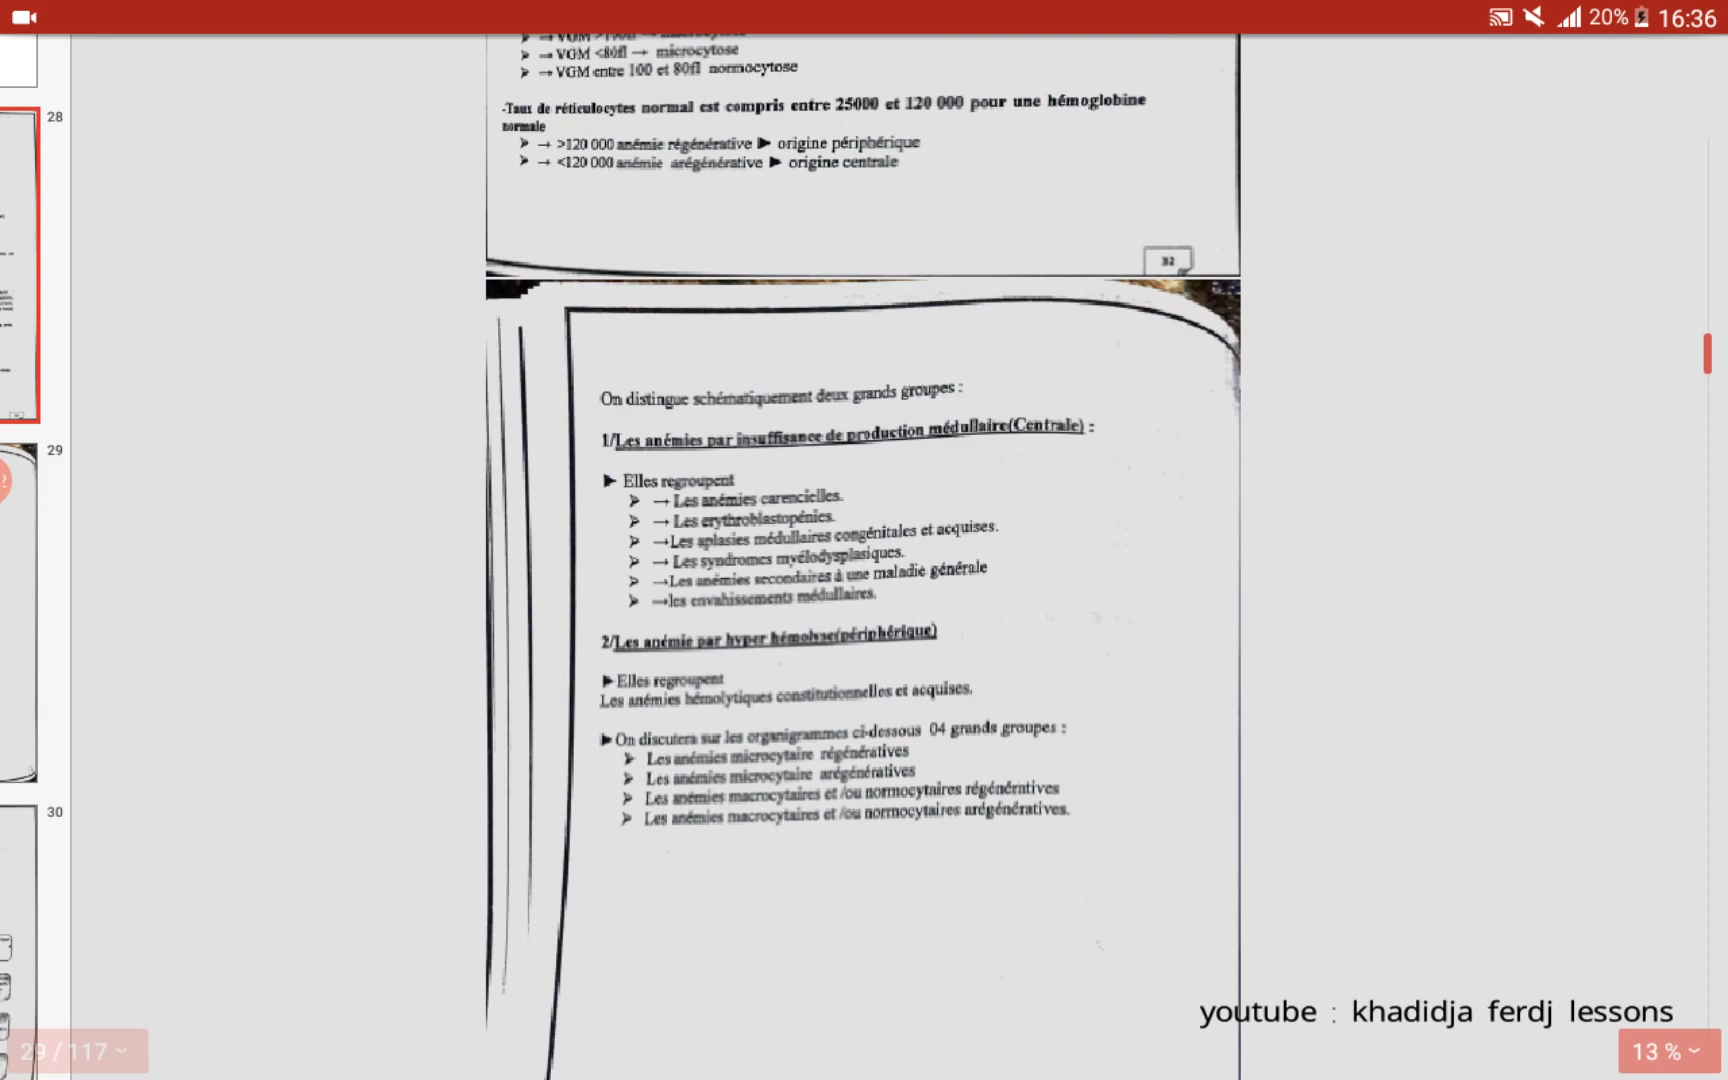 20% 16:36
28
29
30
→ VGM <80fl → microcytose
→ VGM entre 100 et 80fl normocytose
-Taux de réticulocytes normal est compris entre 25000 et 120 000 pour une hémoglobine
normale
→ >120 000 anémie régénérative ► origine périphérique
→ <120 000 anémie arégénérative ► origine centrale
32
On distingue schématiquement deux grands groupes :
1/Les anémies par insuffisance de production médullaire(Centrale) :
► Elles regroupent
→ Les anémies carencielles.
→ Les erythroblastopénies.
→Les aplasies médullaires congénitales et acquises.
→ Les syndromes myélodysplasiques.
→Les anémies secondaires à une maladie générale
→les envahissements médullaires.
2/Les anémie par hyper hémolyse(périphérique)
►Elles regroupent
Les anémies hémolytiques constitutionnelles et acquises.
►On discutera sur les organigrammes ci-dessous 04 grands groupes :
Les anémies microcytaire régénératives
Les anémies microcytaire arégénératives
Les anémies macrocytaires et /ou normocytaires régénératives
Les anémies macrocytaires et /ou normocytaires arégénératives.
youtube : khadidja ferdj lessons
29 / 117
13 %